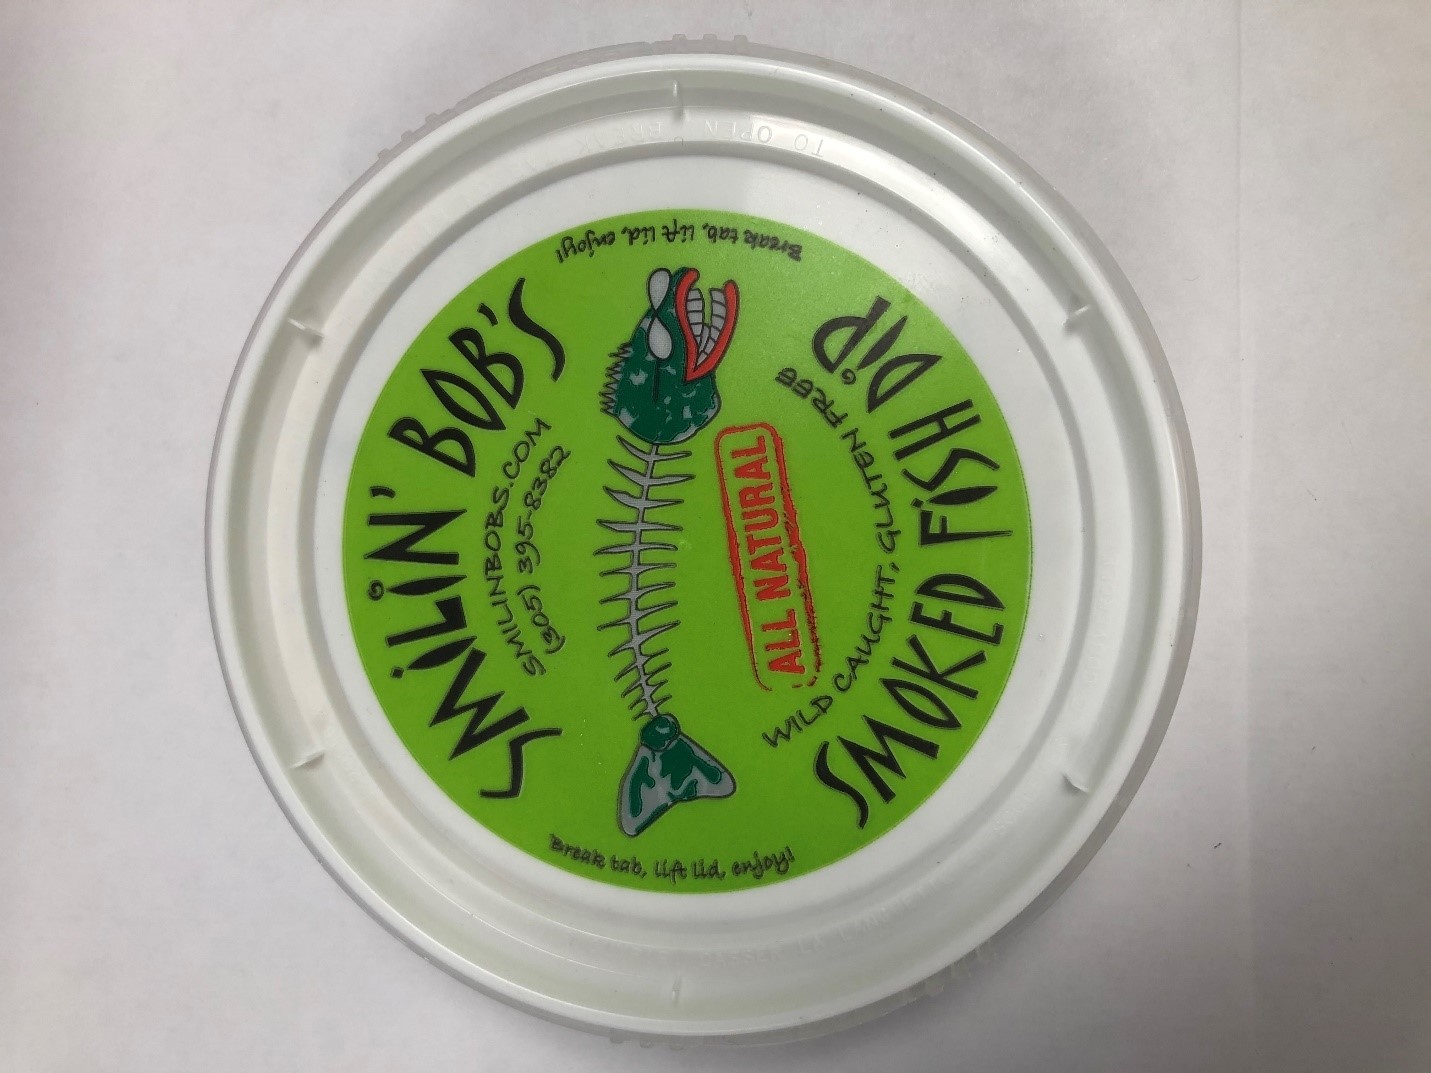 SMILIN' BOB'S
SMILINBOBS.COM
(305) 395-8382
ALL NATURAL
WILD CAUGHT, GLUTEN FREE
SMOKED FISH DIP
Break tab, lift lid, enjoy!
Break tab, lift lid, enjoy!
TO OPEN